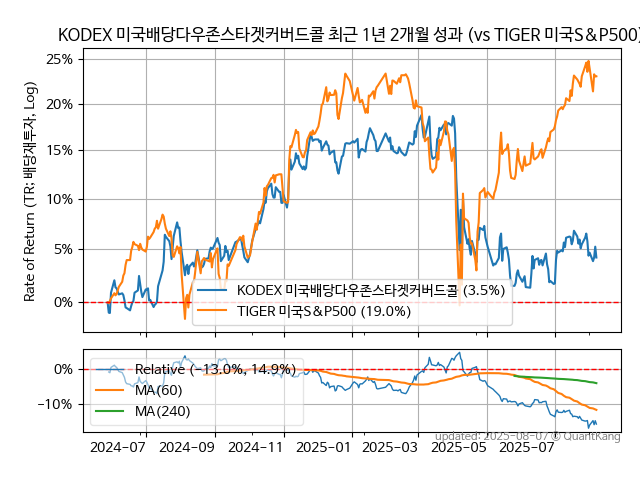 KODEX 미국배당다우존스타겟커버드콜 최근 1년 2개월 성과 (vs TIGER 미국S&P500)
Rate of Return (TR: 배당재투자, Log)
25%
20%
15%
10%
5%
0%
KODEX 미국배당다우존스타겟커버드콜 (3.5%)
TIGER 미국S&P500 (19.0%)
0%
−10%
Relative (−13.0%, 14.9%)
MA(60)
MA(240)
2024-07 2024-09 2024-11 2025-01 2025-03 2025-05 2025-07
updated: 2025-08-07 © QuantKang